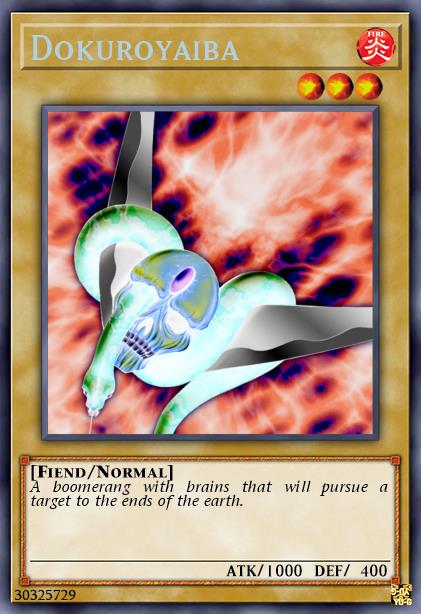 DOKUROYAIBA
FIRE
炎
[FIEND/NORMAL]
A boomerang with brains that will pursue a
target to the ends of the earth.
ATK/1000 DEF/ 400
30325729